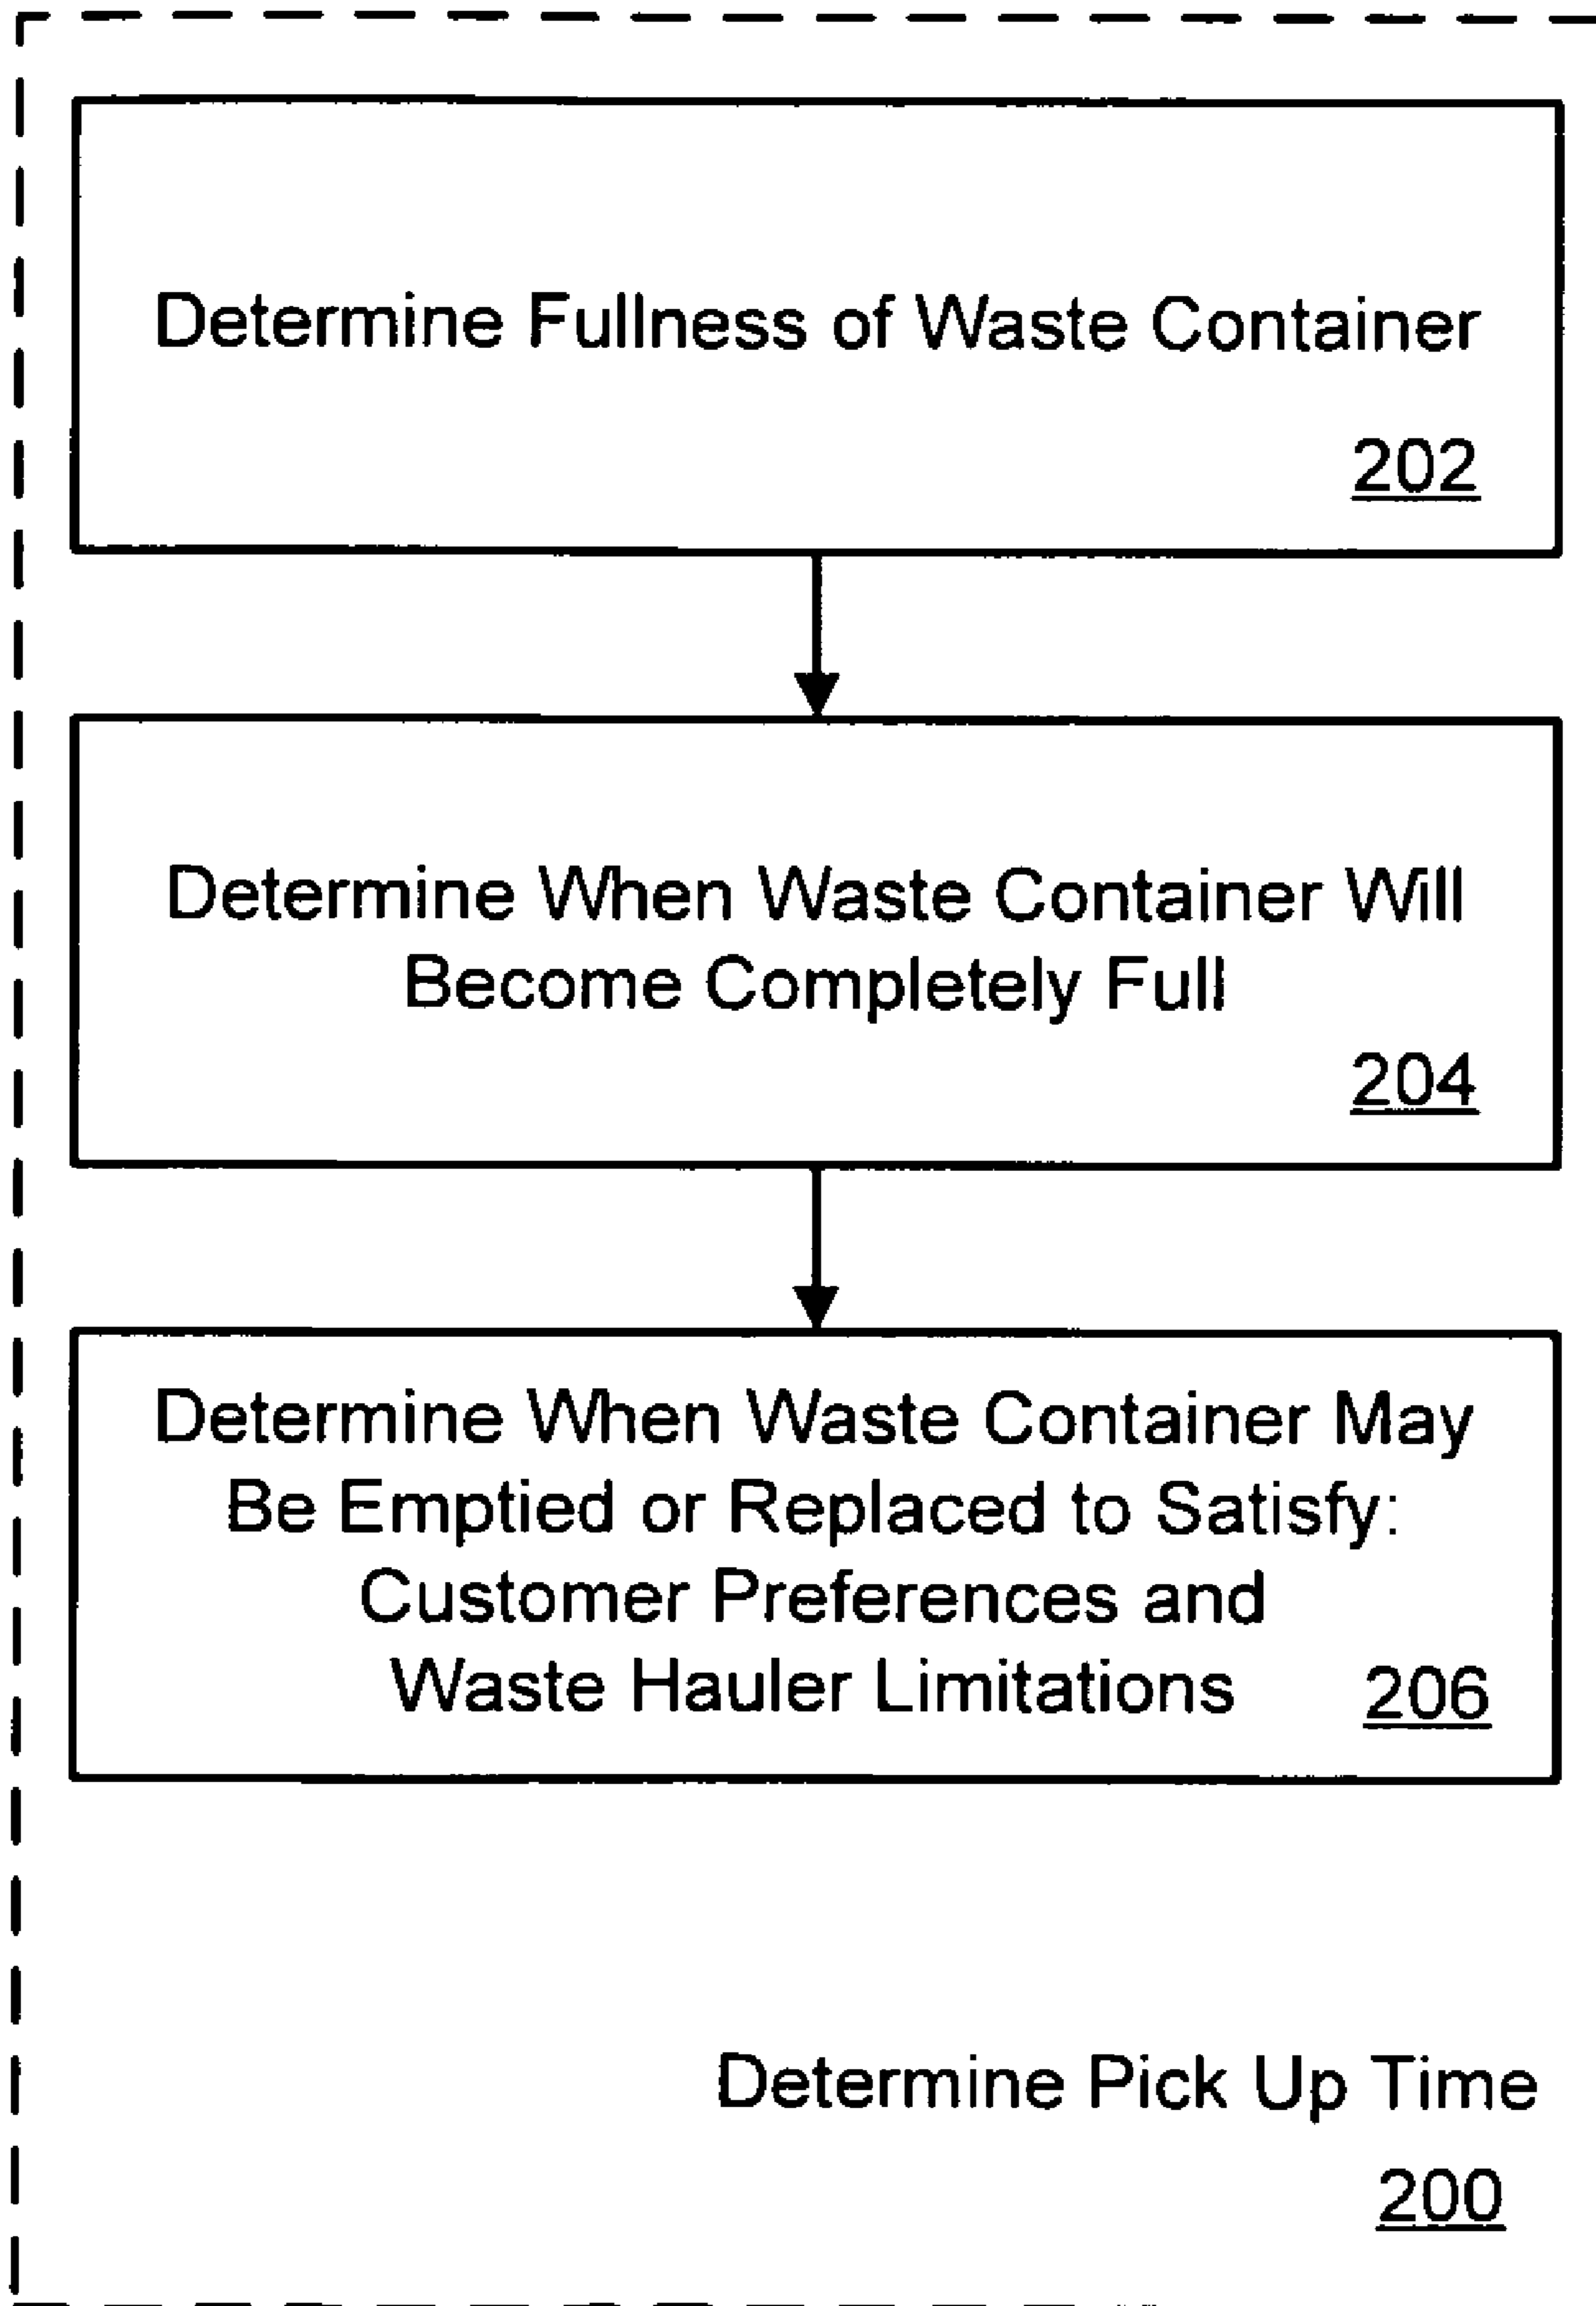 Determine Fullness of Waste Container
202
Determine When Waste Container Will
Become Completely Full
204
Determine When Waste Container May
Be Emptied or Replaced to Satisfy:
Customer Preferences and
Waste Hauler Limitations 206
Determine Pick Up Time
200